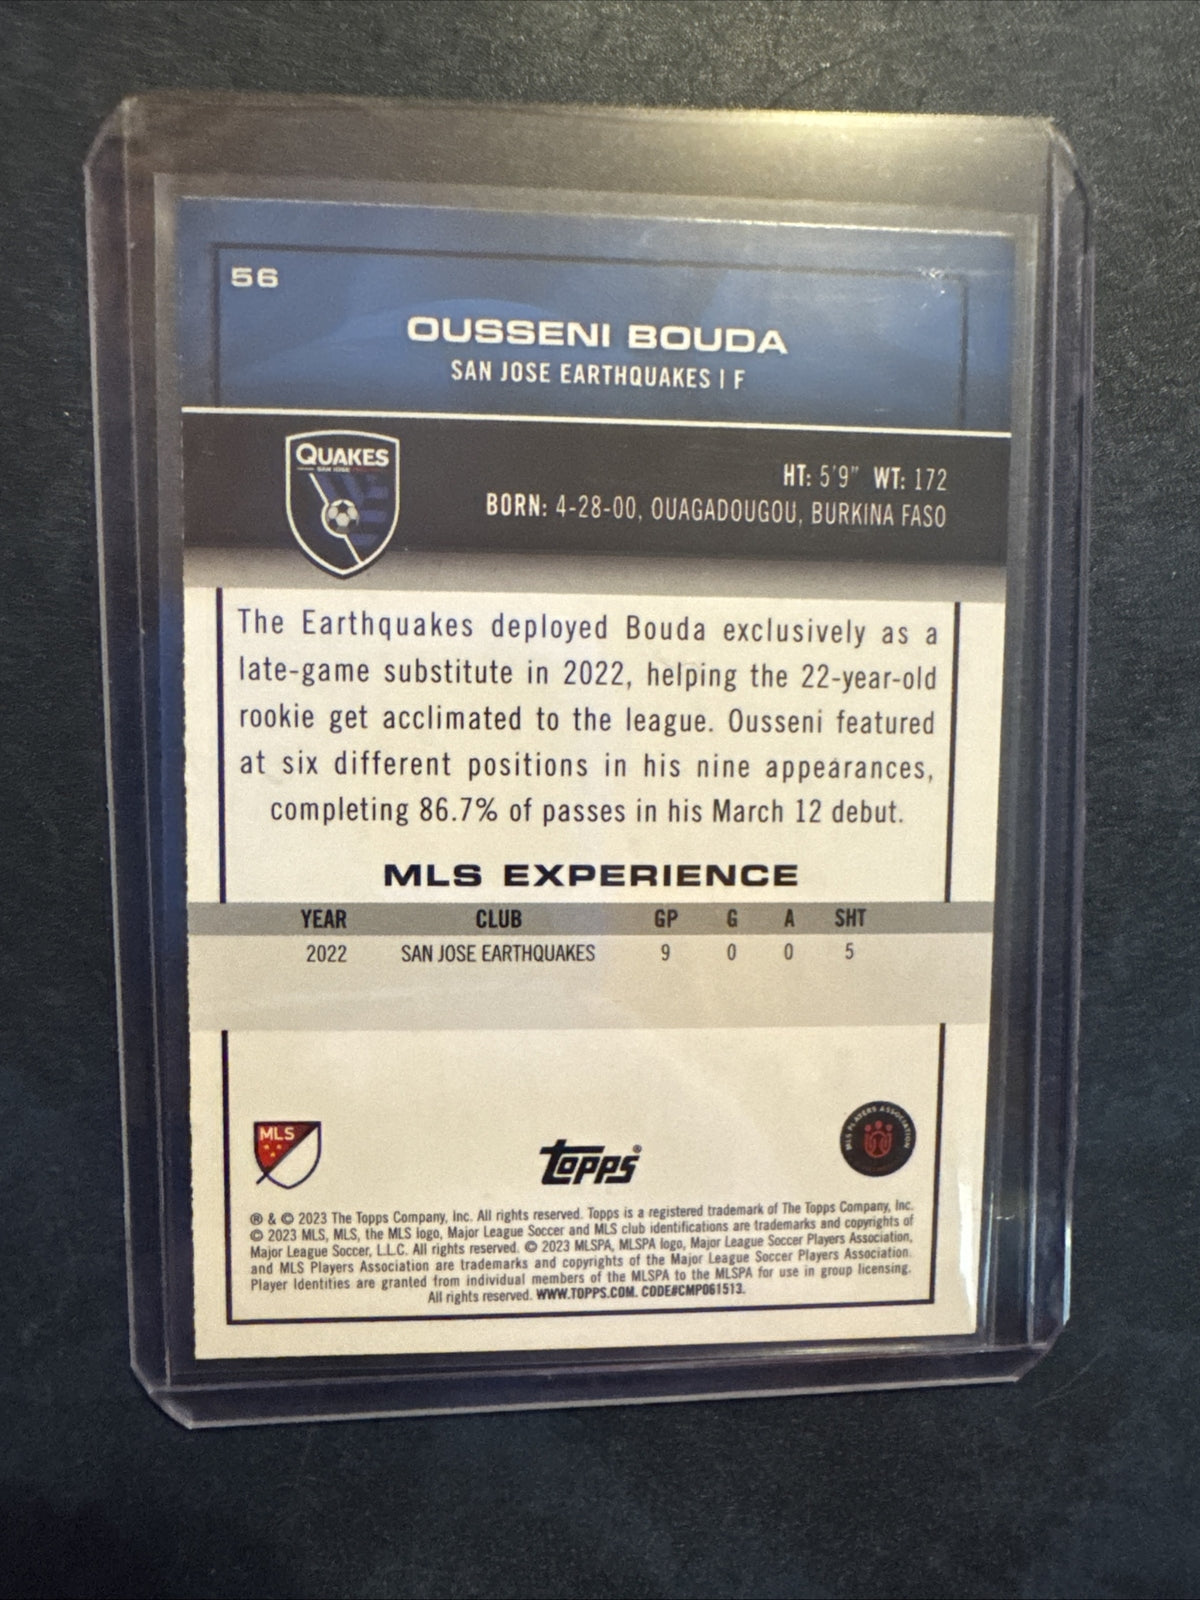 56
OUSSENI BOUDA
SAN JOSE EARTHQUAKES | F
QUAKES
SAN JOSE
HT: 5'9" WT: 172
BORN: 4-28-00, OUAGADOUGOU, BURKINA FASO
The Earthquakes deployed Bouda exclusively as a
late-game substitute in 2022, helping the 22-year-old
rookie get acclimated to the league. Ousseni featured
at six different positions in his nine appearances,
completing 86.7% of passes in his March 12 debut.
MLS EXPERIENCE
YEAR CLUB GP G A SHT
2022 SAN JOSE EARTHQUAKES 9 0 0 5
MLS
Topps®
MLS PLAYERS ASSOCIATION
® & © 2023 The Topps Company, Inc. All rights reserved. Topps is a registered trademark of The Topps Company, Inc.
© 2023 MLS, MLS, the MLS logo, Major League Soccer and MLS club identifications are trademarks and copyrights of
Major League Soccer, L.L.C. All rights reserved. © 2023 MLSPA, MLSPA logo, Major League Soccer Players Association,
and MLS Players Association are trademarks and copyrights of the Major League Soccer Players Association.
Player Identities are granted from individual members of the MLSPA to the MLSPA for use in group licensing.
All rights reserved. WWW.TOPPS.COM. CODE#CMP061513.